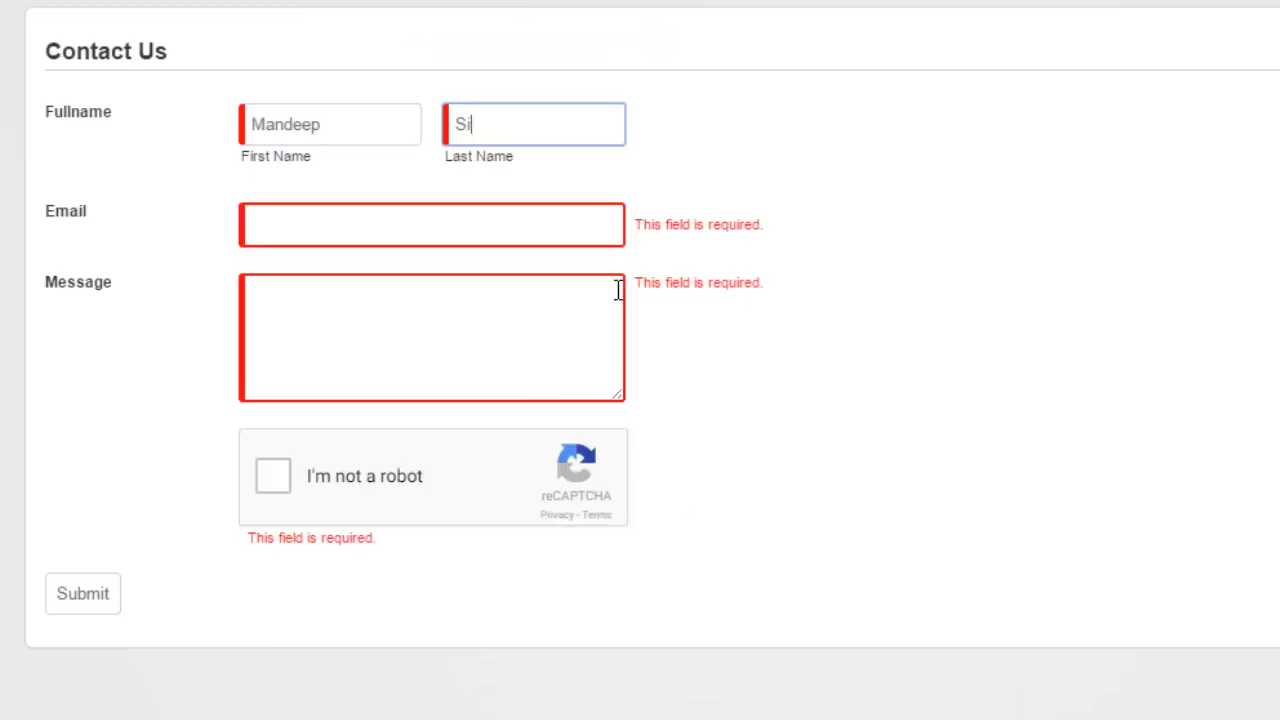 Contact Us
Fullname
Mandeep
Si
First Name
Last Name
Email
This field is required.
Message
This field is required.
I'm not a robot
reCAPTCHA
Privacy - Terms
This field is required.
Submit